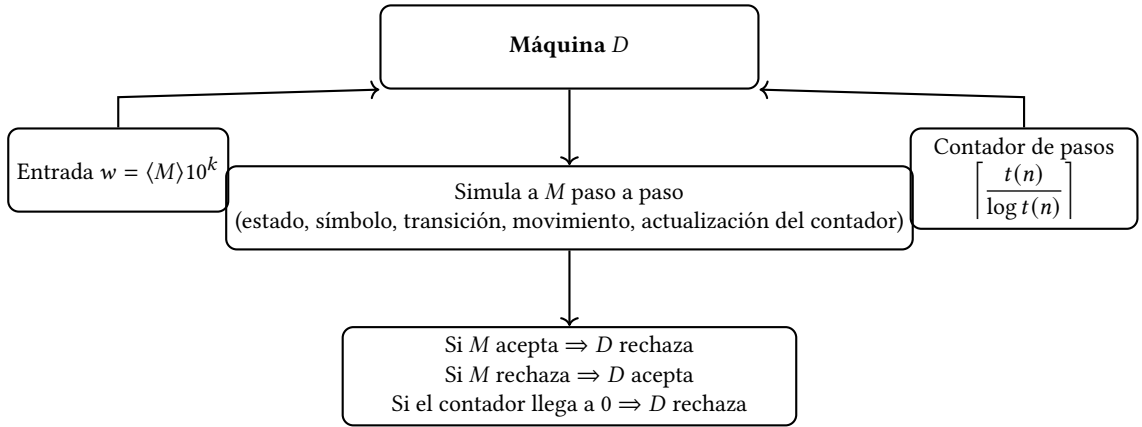 Máquina D
Entrada w = ⟨M⟩10^k
Contador de pasos
⌈t(n) / log t(n)⌉
Simula a M paso a paso
(estado, símbolo, transición, movimiento, actualización del contador)
Si M acepta ⇒ D rechaza
Si M rechaza ⇒ D acepta
Si el contador llega a 0 ⇒ D rechaza